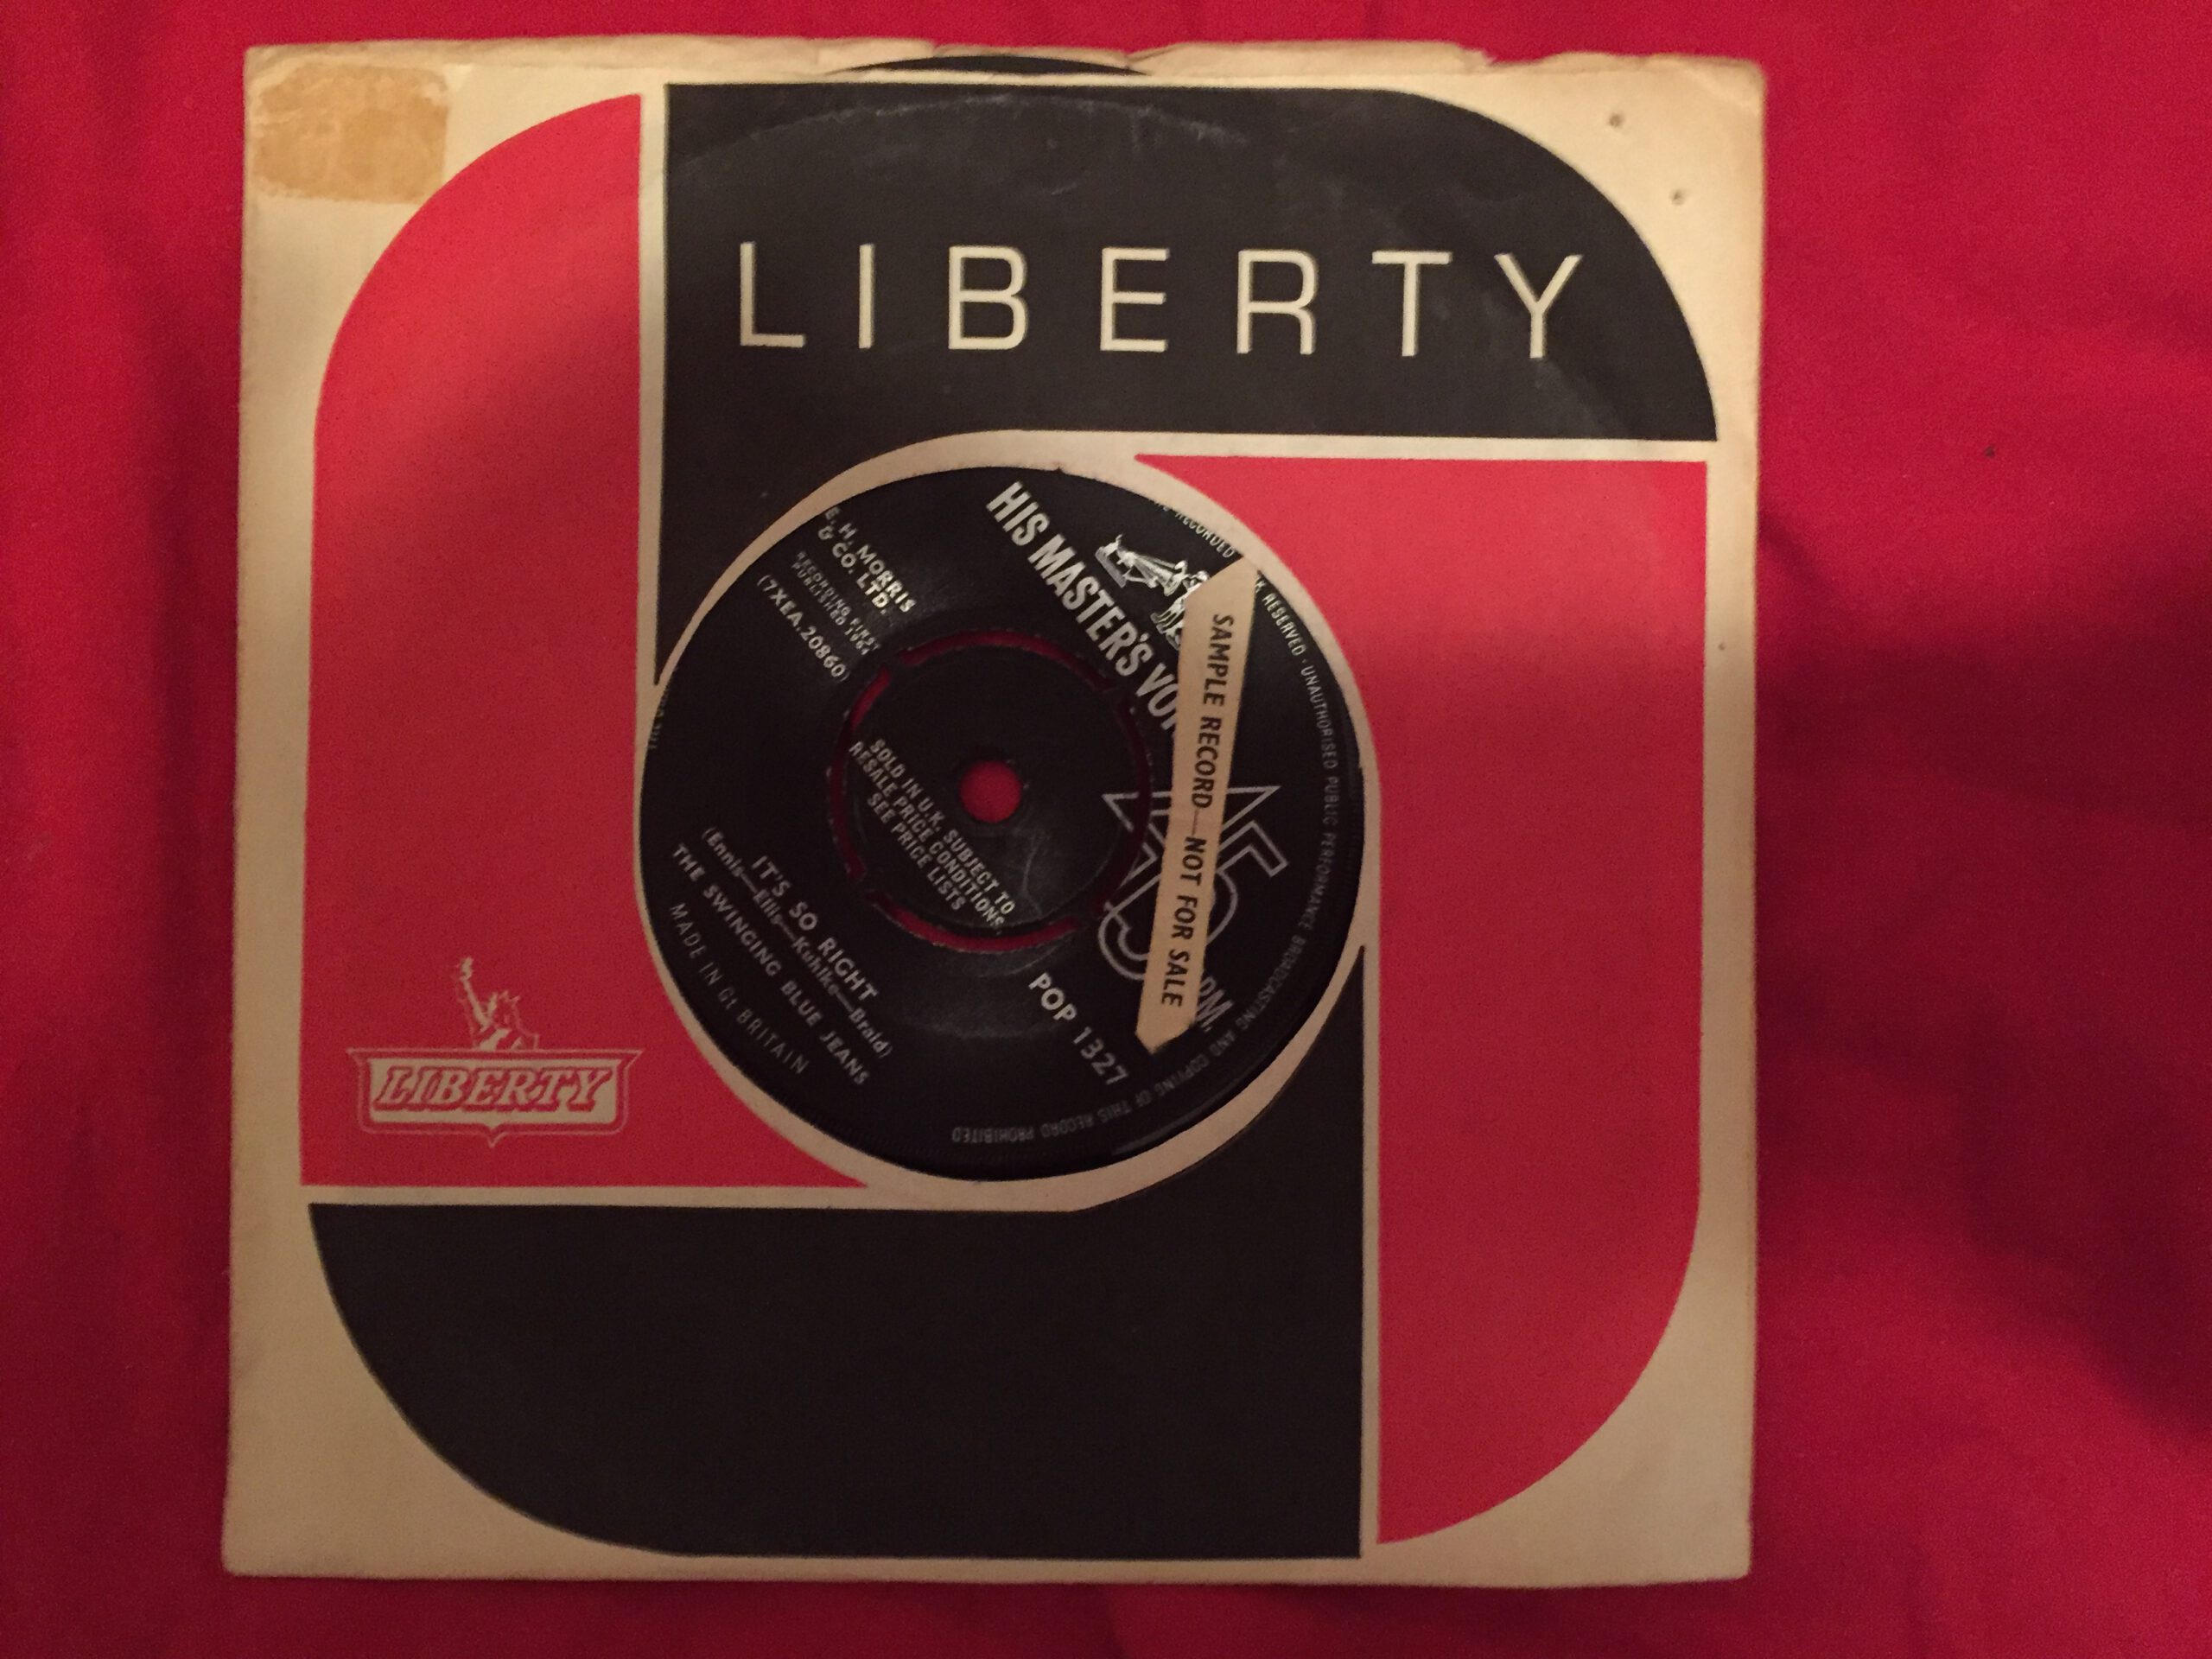 LIBERTY
HIS MASTER'S
RECORDED
RESERVED · UNAUTHORISED PUBLIC PERFORMANCE BROADCASTING AND COPYING OF THIS RECORD PROHIBITED
SAMPLE RECORD—NOT FOR SALE
E. H. MORRIS
& CO. LTD.
RECORDING FIRST
PUBLISHED 1964
(7XEA.20860)
45
SOLD IN U.K. SUBJECT TO
RESALE PRICE CONDITIONS,
SEE PRICE LISTS
POP 1327
IT'S SO RIGHT
(Ennis—Ellis—Kuhlke—Braid)
THE SWINGING BLUE JEANS
MADE IN GT. BRITAIN
LIBERTY